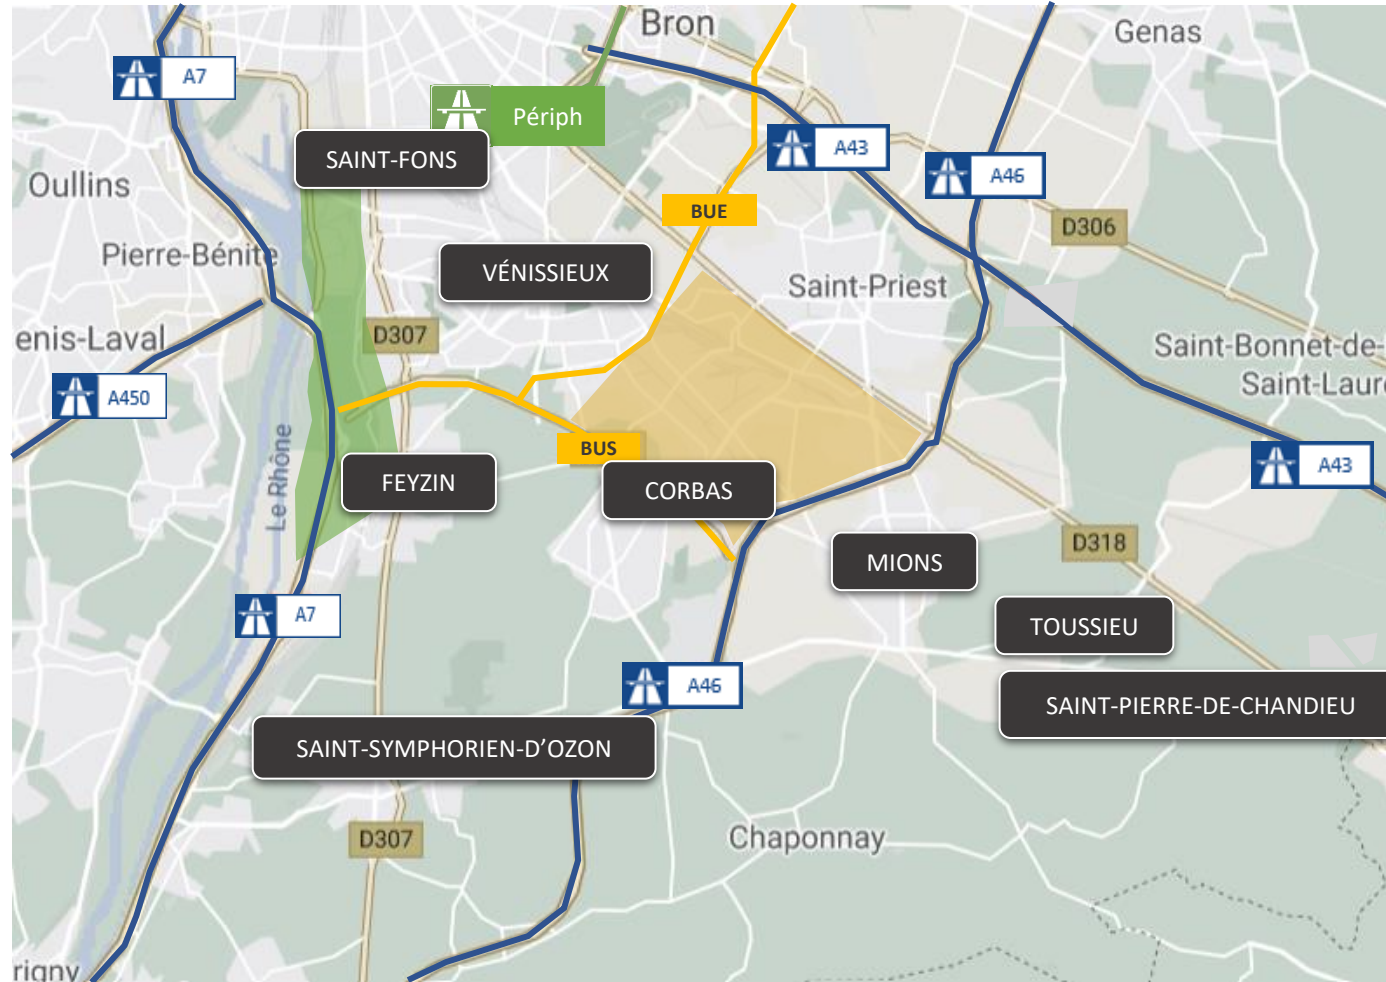 Bron
Genas
A7
Périph
A43
SAINT-FONS
A46
Oullins
BUE
D306
Pierre-Bénite
VÉNISSIEUX
Saint-Priest
D307
enis-Laval
Saint-Bonnet-de-
Saint-Laur
A450
BUS
Le Rhône
FEYZIN
CORBAS
A43
D318
MIONS
A7
TOUSSIEU
A46
SAINT-PIERRE-DE-CHANDIEU
SAINT-SYMPHORIEN-D’OZON
D307
Chaponnay
rigny